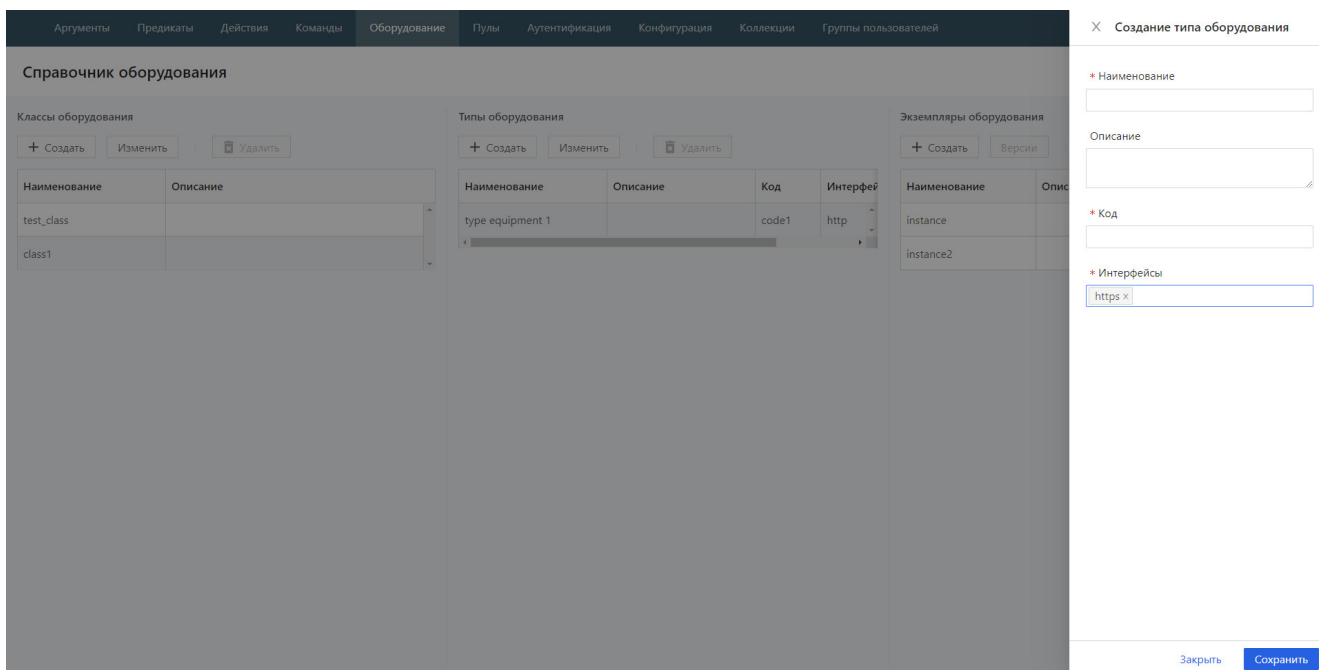 Аргументы Предикаты Действия Команды Оборудование Пулы Аутентификация Конфигурация Коллекции Группы пользователей
Справочник оборудования
Классы оборудования
+ Создать Изменить Удалить
Наименование Описание
test_class
class1
Типы оборудования
+ Создать Изменить Удалить
Наименование Описание Код Интерфей
type equipment 1 code1 http
Экземпляры оборудования
+ Создать Версии
Наименование Опис
instance
instance2
Создание типа оборудования
* Наименование
Описание
* Код
* Интерфейсы
https ×
Закрыть Сохранить